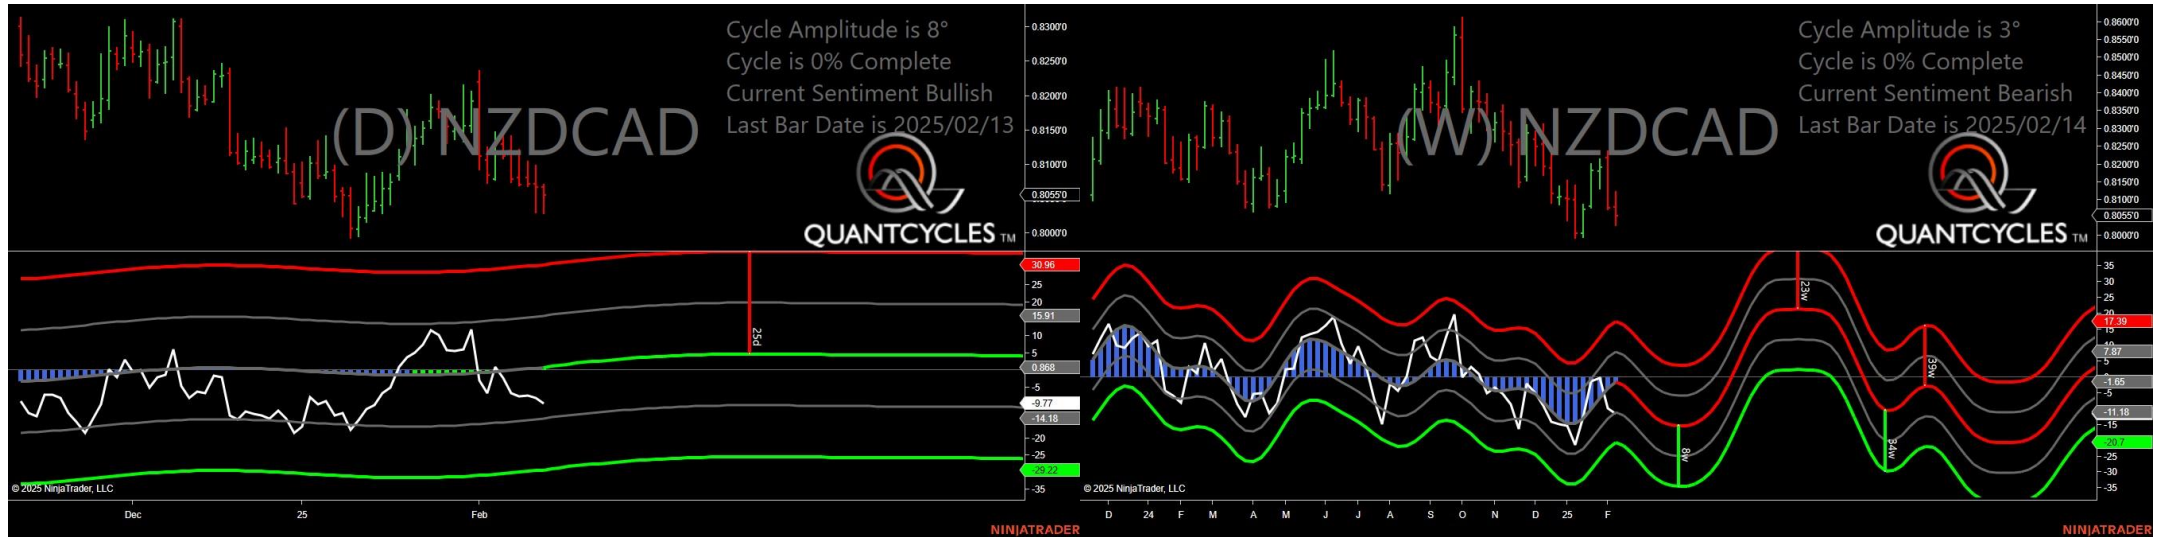 Cycle Amplitude is 8°
Cycle is 0% Complete
Current Sentiment Bullish
Last Bar Date is 2025/02/13
(D) NZDCAD
QUANTCYCLES TM
0.8300'0
0.8250'0
0.8200'0
0.8150'0
0.8100'0
0.8055'0
0.8000'0
30.96
25
20
15.91
10
5
0.868
-5
-9.77
-14.18
-20
-25
-29.22
-35
25d
© 2025 NinjaTrader, LLC
Dec
25
Feb
NINJATRADER
Cycle Amplitude is 3°
Cycle is 0% Complete
Current Sentiment Bearish
Last Bar Date is 2025/02/14
(W) NZDCAD
QUANTCYCLES TM
0.8600'0
0.8550'0
0.8500'0
0.8450'0
0.8400'0
0.8350'0
0.8300'0
0.8250'0
0.8200'0
0.8150'0
0.8100'0
0.8055'0
0.8000'0
35
30
25
17.39
15
7.87
5
-1.65
-5
-11.18
-15
-20.7
-25
-30
-35
23w
39w
8w
34w
© 2025 NinjaTrader, LLC
D 24 F M A M J J A S O N D 25 F
NINJATRADER